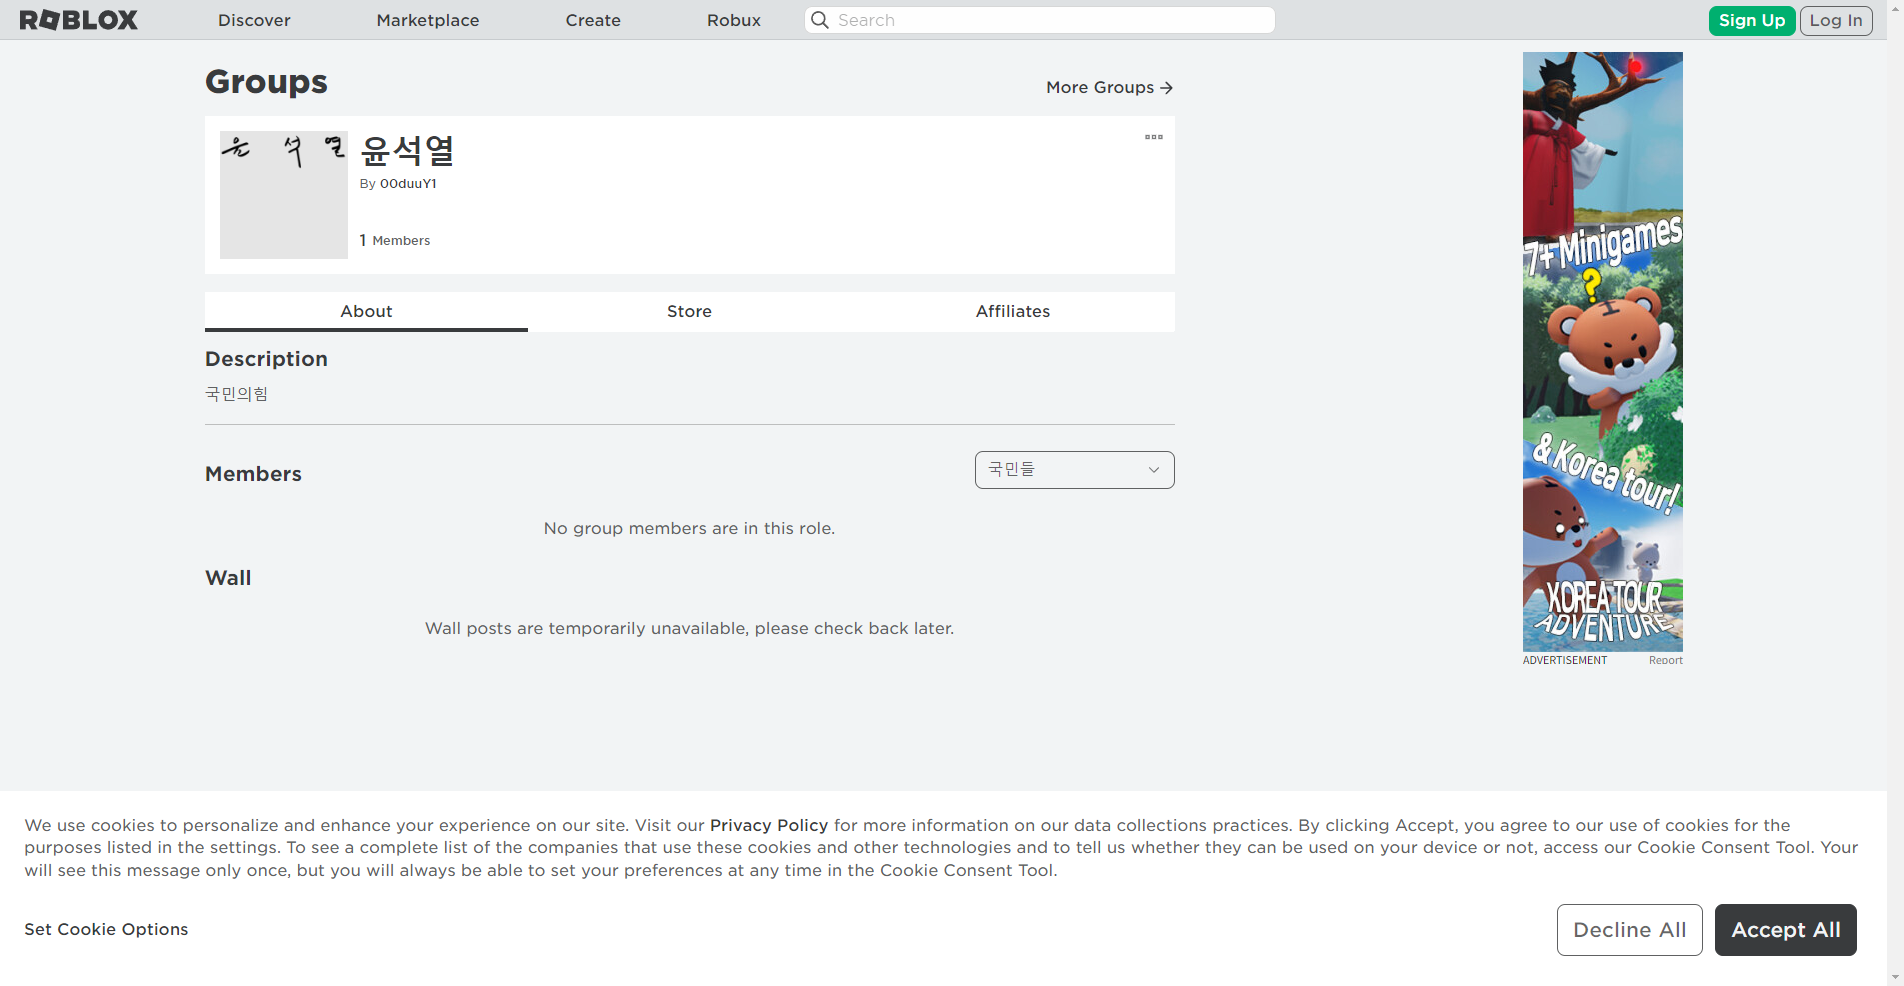 ROBLOX
Discover
Marketplace
Create
Robux
Search
Sign Up
Log In
Groups
More Groups
윤 석 열
윤석열
By 00duuY1
1 Members
About
Store
Affiliates
Description
국민의힘
Members
국민들
No group members are in this role.
Wall
Wall posts are temporarily unavailable, please check back later.
7+ Minigames
?
& Korea tour!
KOREA TOUR
ADVENTURE
ADVERTISEMENT
Report
We use cookies to personalize and enhance your experience on our site. Visit our Privacy Policy for more information on our data collections practices. By clicking Accept, you agree to our use of cookies for the
purposes listed in the settings. To see a complete list of the companies that use these cookies and other technologies and to tell us whether they can be used on your device or not, access our Cookie Consent Tool. Your
will see this message only once, but you will always be able to set your preferences at any time in the Cookie Consent Tool.
Set Cookie Options
Decline All
Accept All